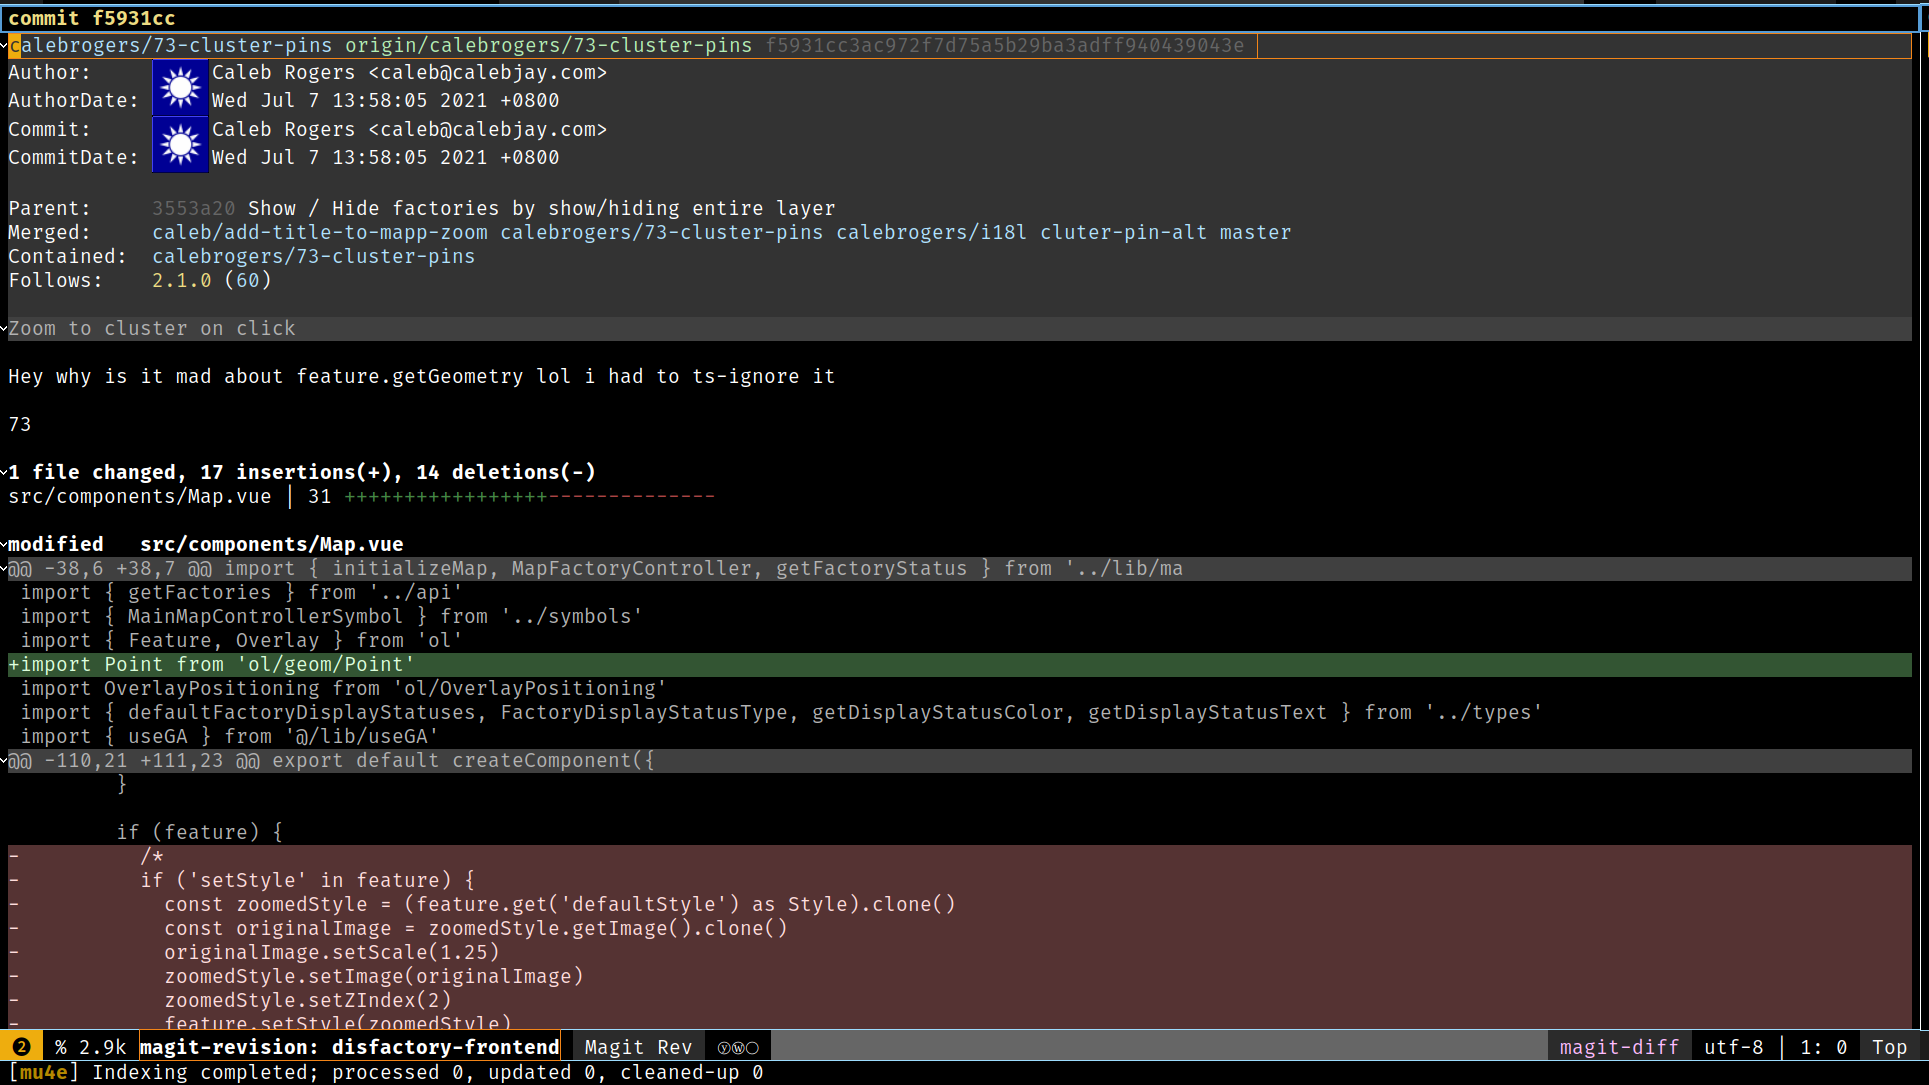 commit f5931cc
calebrogers/73-cluster-pins origin/calebrogers/73-cluster-pins f5931cc3ac972f7d75a5b29ba3adff940439043e
Author: Caleb Rogers <caleb@calebjay.com>
AuthorDate: Wed Jul 7 13:58:05 2021 +0800
Commit: Caleb Rogers <caleb@calebjay.com>
CommitDate: Wed Jul 7 13:58:05 2021 +0800
Parent: 3553a20 Show / Hide factories by show/hiding entire layer
Merged: caleb/add-title-to-mapp-zoom calebrogers/73-cluster-pins calebrogers/i18l cluter-pin-alt master
Contained: calebrogers/73-cluster-pins
Follows: 2.1.0 (60)
Zoom to cluster on click
Hey why is it mad about feature.getGeometry lol i had to ts-ignore it
73
1 file changed, 17 insertions(+), 14 deletions(-)
src/components/Map.vue | 31 +++++++++++++++++--------------
modified   src/components/Map.vue
@@ -38,6 +38,7 @@ import { initializeMap, MapFactoryController, getFactoryStatus } from '../lib/ma
 import { getFactories } from '../api'
 import { MainMapControllerSymbol } from '../symbols'
 import { Feature, Overlay } from 'ol'
+import Point from 'ol/geom/Point'
 import OverlayPositioning from 'ol/OverlayPositioning'
 import { defaultFactoryDisplayStatuses, FactoryDisplayStatusType, getDisplayStatusColor, getDisplayStatusText } from '../types'
 import { useGA } from '@/lib/useGA'
@@ -110,21 +111,23 @@ export default createComponent({
         }
         if (feature) {
-          /*
-          if ('setStyle' in feature) {
-            const zoomedStyle = (feature.get('defaultStyle') as Style).clone()
-            const originalImage = zoomedStyle.getImage().clone()
-            originalImage.setScale(1.25)
-            zoomedStyle.setImage(originalImage)
-            zoomedStyle.setZIndex(2)
-            feature.setStyle(zoomedStyle)
❷ % 2.9k magit-revision: disfactory-frontend Magit Rev ⓨⓦ○ magit-diff utf-8 | 1: 0 Top
[mu4e] Indexing completed; processed 0, updated 0, cleaned-up 0